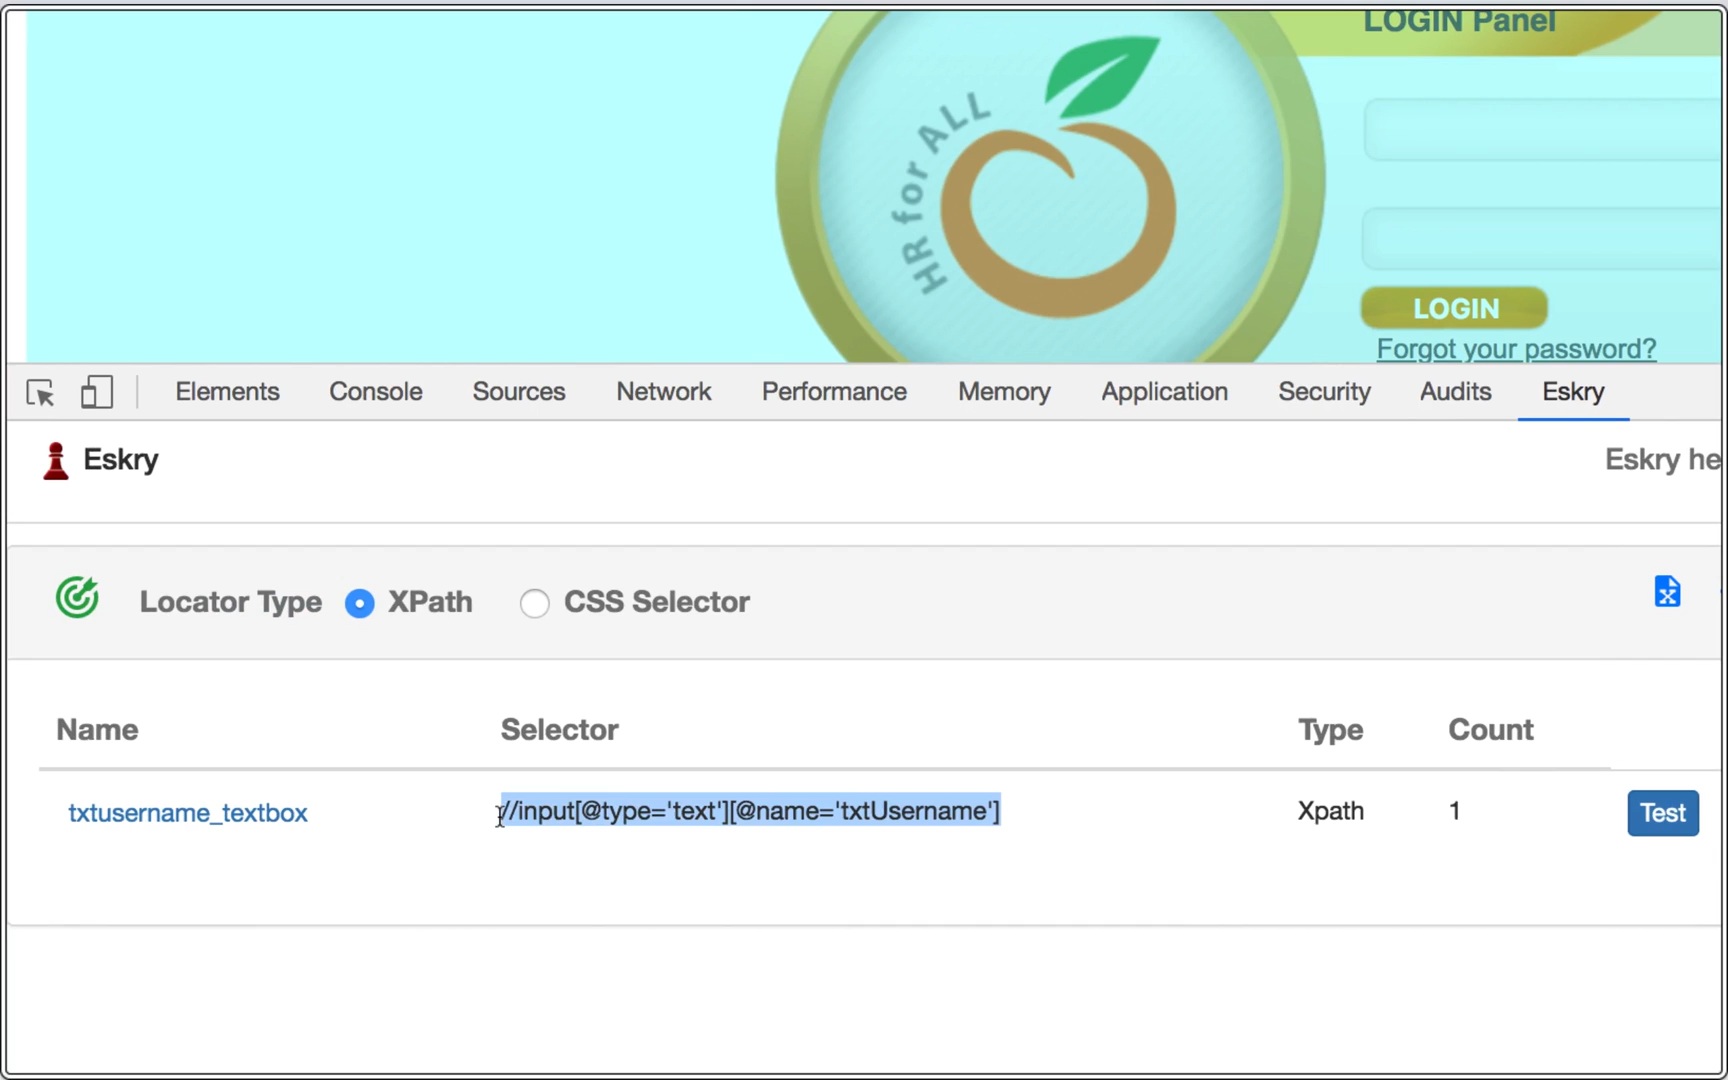 LOGIN Panel
HR for ALL
LOGIN
Forgot your password?
Elements Console Sources Network Performance Memory Application Security Audits Eskry
Eskry
Eskry he
Locator Type XPath CSS Selector
Name Selector Type Count
txtusername_textbox //input[@type='text'][@name='txtUsername'] Xpath 1 Test